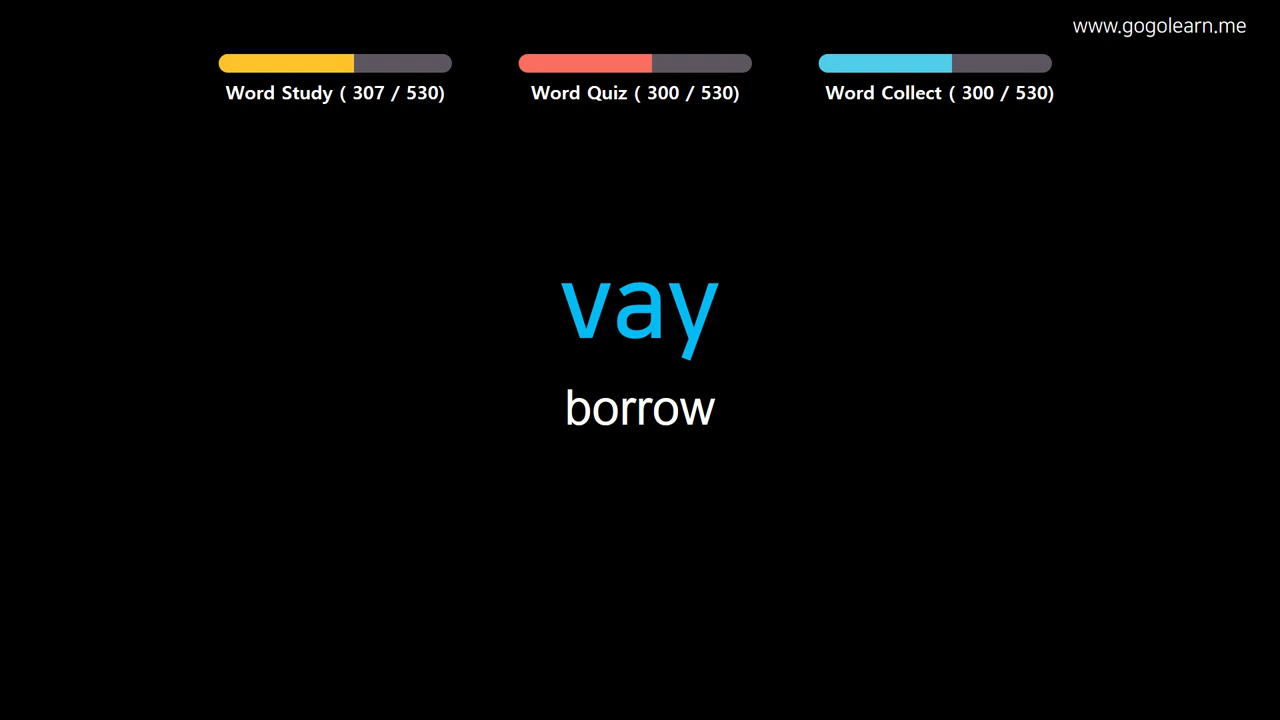 www.gogolearn.me
Word Study ( 307 / 530)
Word Quiz ( 300 / 530)
Word Collect ( 300 / 530)
vay
borrow